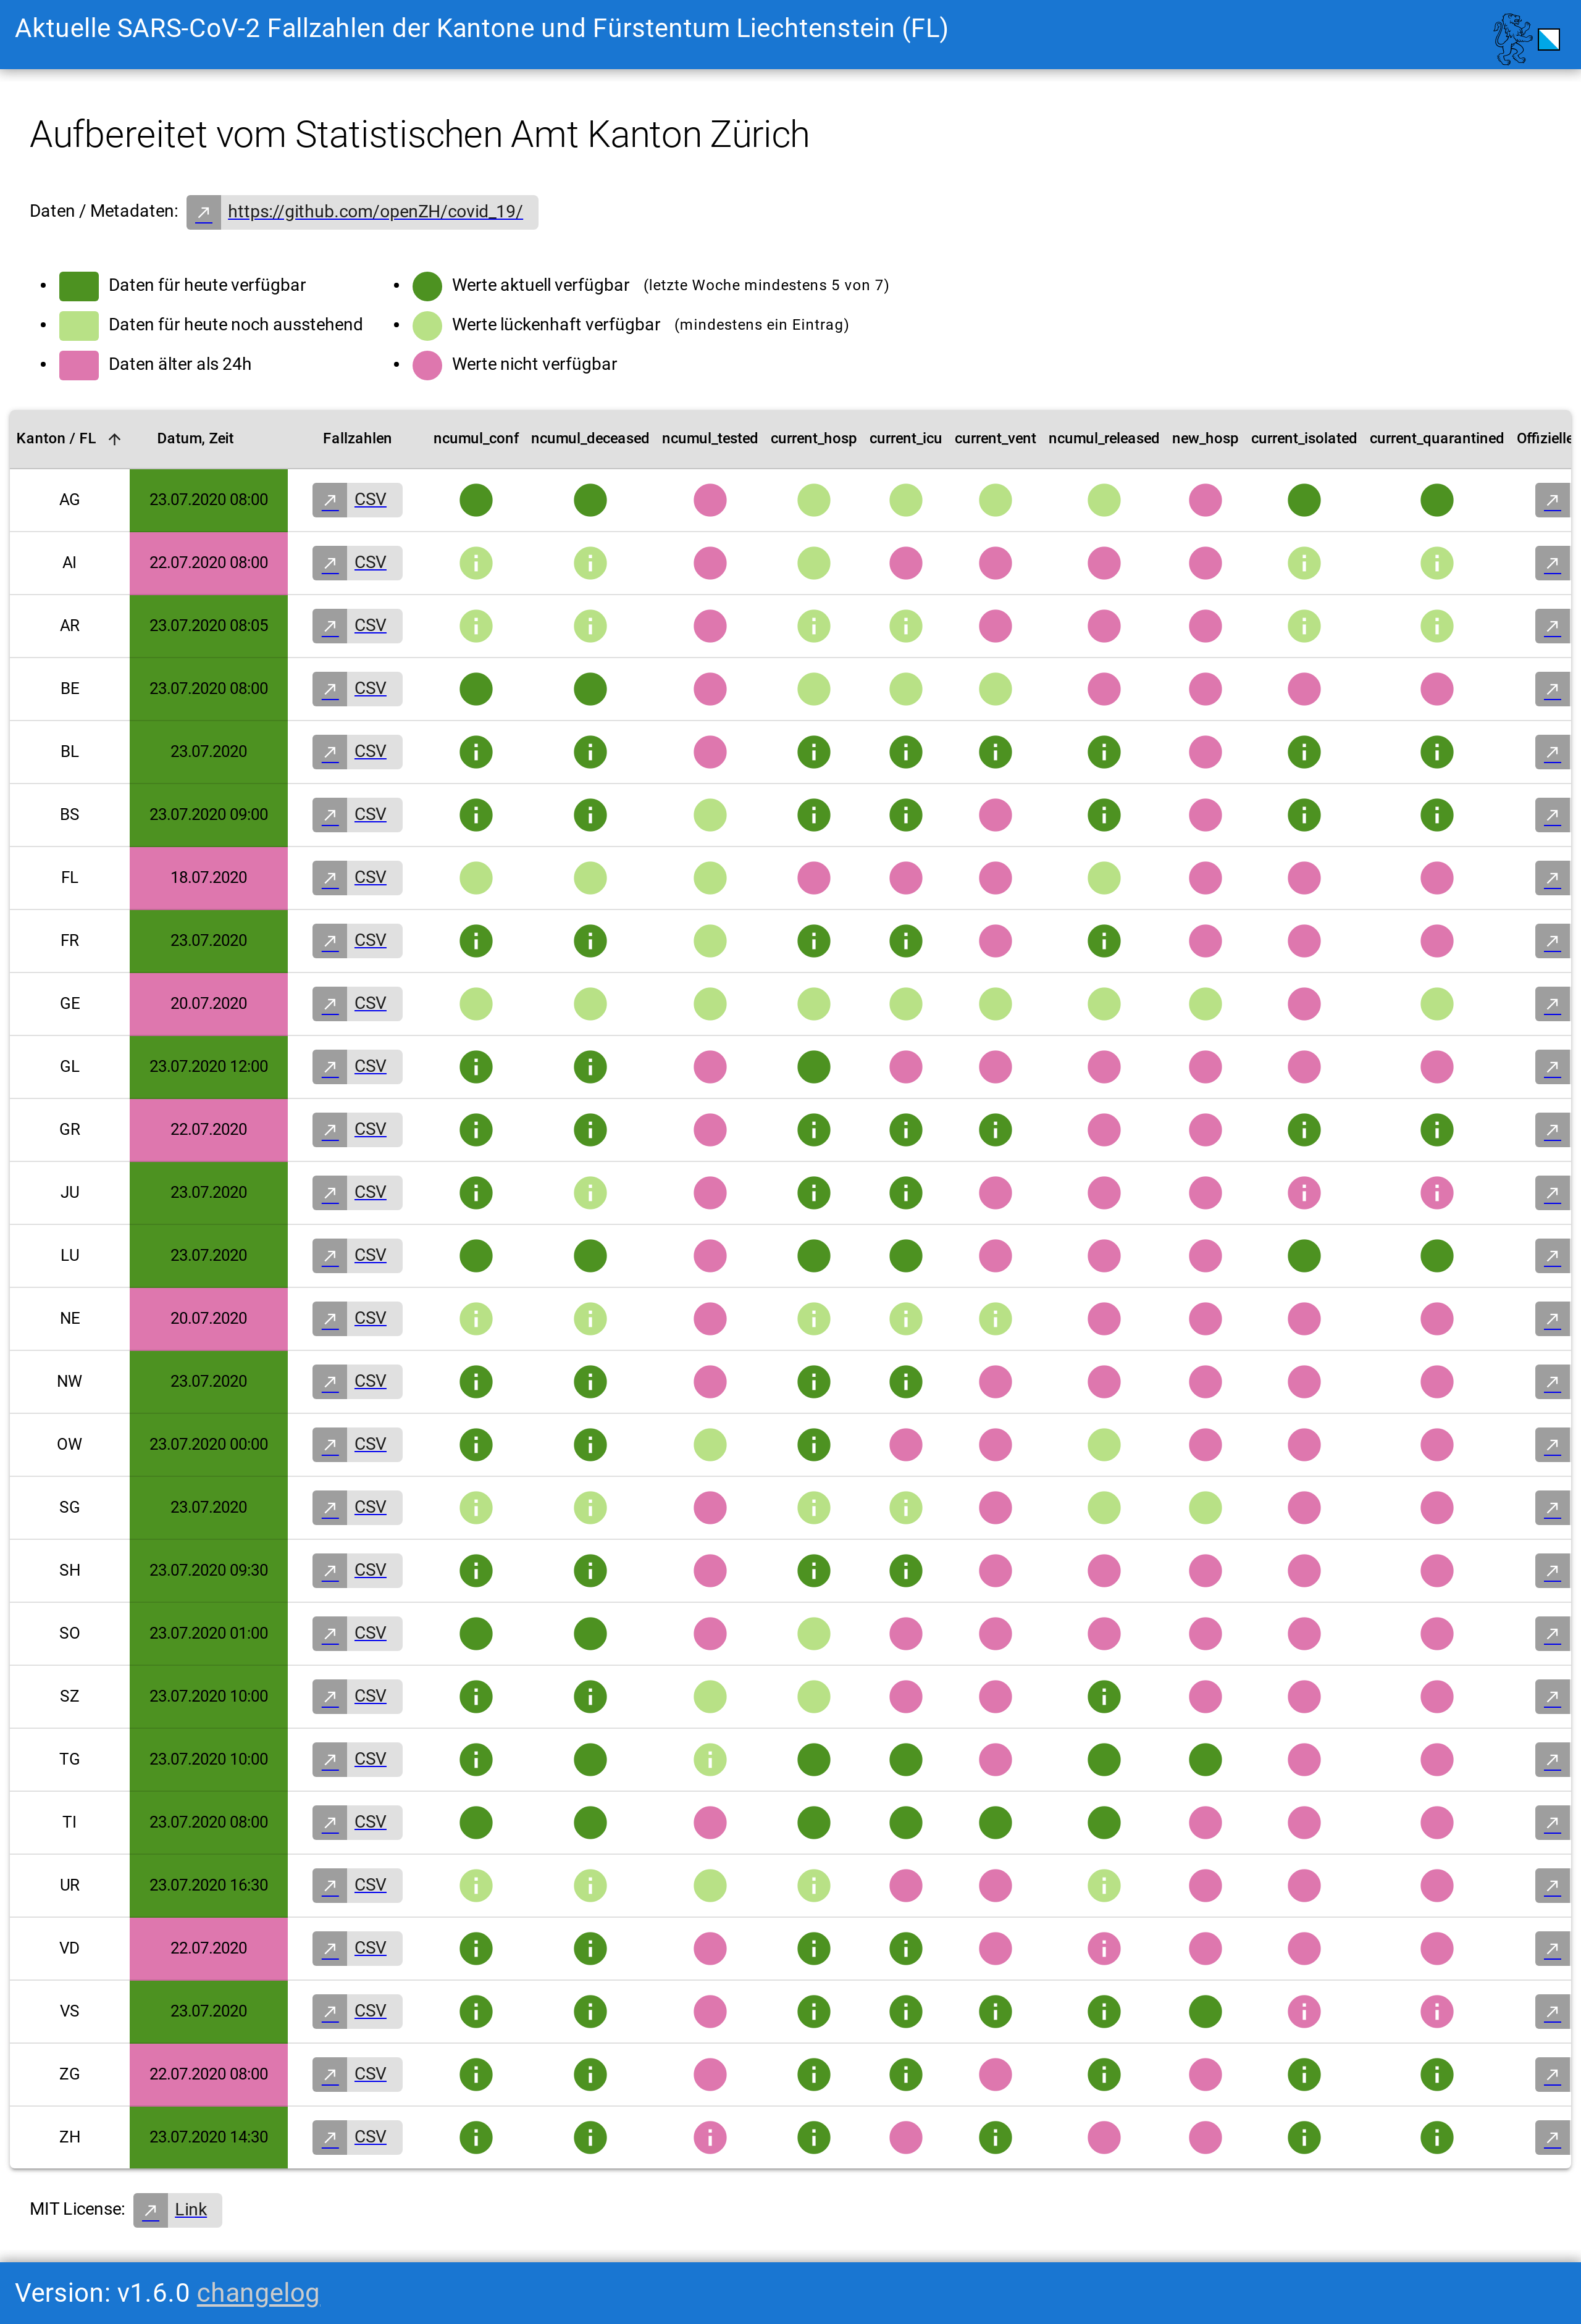 Aktuelle SARS-CoV-2 Fallzahlen der Kantone und Fürstentum Liechtenstein (FL)
Aufbereitet vom Statistischen Amt Kanton Zürich
Daten / Metadaten: https://github.com/openZH/covid_19/
Daten für heute verfügbar
Daten für heute noch ausstehend
Daten älter als 24h
Werte aktuell verfügbar (letzte Woche mindestens 5 von 7)
Werte lückenhaft verfügbar (mindestens ein Eintrag)
Werte nicht verfügbar
Kanton / FL Datum, Zeit Fallzahlen ncumul_conf ncumul_deceased ncumul_tested current_hosp current_icu current_vent ncumul_released new_hosp current_isolated current_quarantined Offizielle
AG 23.07.2020 08:00 CSV
AI 22.07.2020 08:00 CSV
AR 23.07.2020 08:05 CSV
BE 23.07.2020 08:00 CSV
BL 23.07.2020 CSV
BS 23.07.2020 09:00 CSV
FL 18.07.2020 CSV
FR 23.07.2020 CSV
GE 20.07.2020 CSV
GL 23.07.2020 12:00 CSV
GR 22.07.2020 CSV
JU 23.07.2020 CSV
LU 23.07.2020 CSV
NE 20.07.2020 CSV
NW 23.07.2020 CSV
OW 23.07.2020 00:00 CSV
SG 23.07.2020 CSV
SH 23.07.2020 09:30 CSV
SO 23.07.2020 01:00 CSV
SZ 23.07.2020 10:00 CSV
TG 23.07.2020 10:00 CSV
TI 23.07.2020 08:00 CSV
UR 23.07.2020 16:30 CSV
VD 22.07.2020 CSV
VS 23.07.2020 CSV
ZG 22.07.2020 08:00 CSV
ZH 23.07.2020 14:30 CSV
MIT License: Link
Version: v1.6.0 changelog